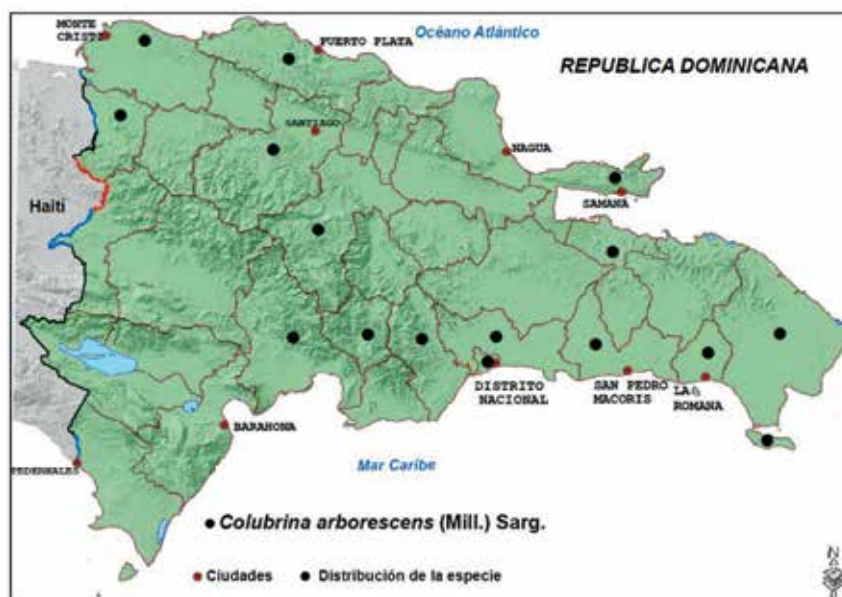 MONTE
CRISTI
PUERTO PLATA
Océano Atlántico
REPUBLICA DOMINICANA
SANTIAGO
NAGUA
SAMANA
Haití
DISTRITO
NACIONAL
SAN PEDRO
MACORIS
LA
ROMANA
BARAHONA
Mar Caribe
PEDERNALES
Colubrina arborescens (Mill.) Sarg.
Ciudades
Distribución de la especie
N